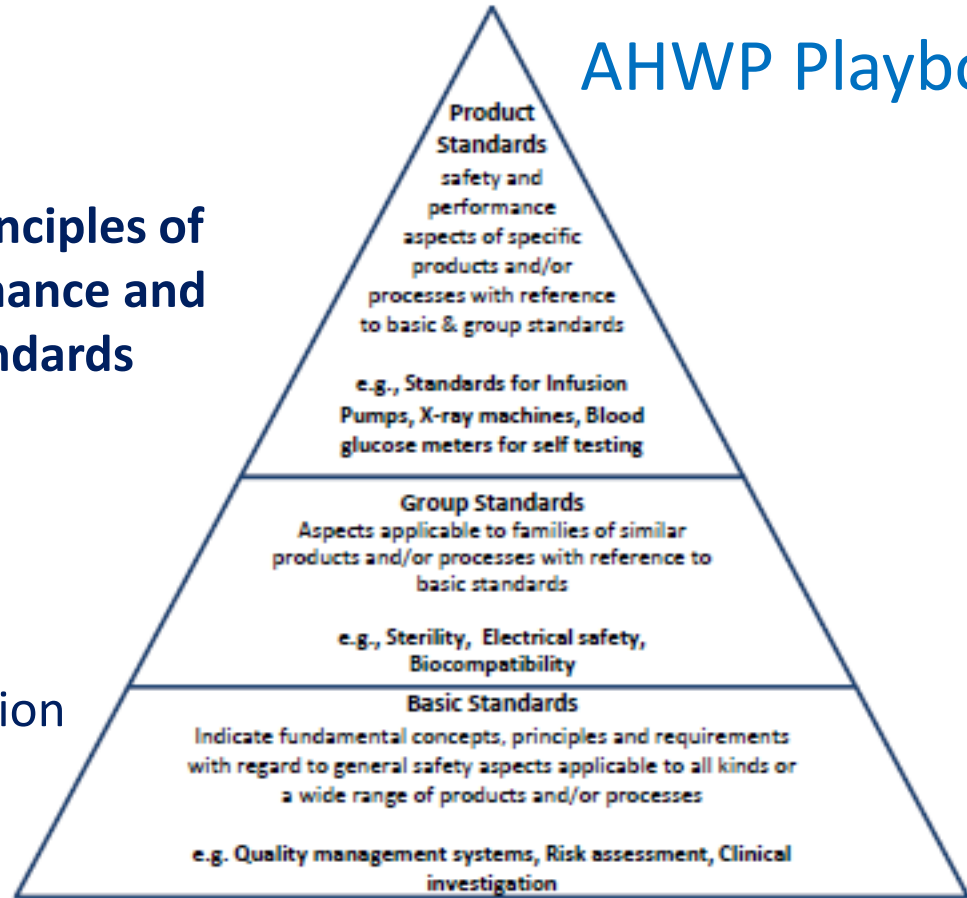 AHWP Playbo
nciples of
nance and
ndards
ion
Product
Standards
safety and
performance
aspects of specific
products and/or
processes with reference
to basic & group standards
e.g., Standards for Infusion
Pumps, X-ray machines, Blood
glucose meters for self testing
Group Standards
Aspects applicable to families of similar
products and/or processes with reference to
basic standards
e.g., Sterility, Electrical safety,
Biocompatibility
Basic Standards
Indicate fundamental concepts, principles and requirements
with regard to general safety aspects applicable to all kinds or
a wide range of products and/or processes
e.g. Quality management systems, Risk assessment, Clinical
investigation